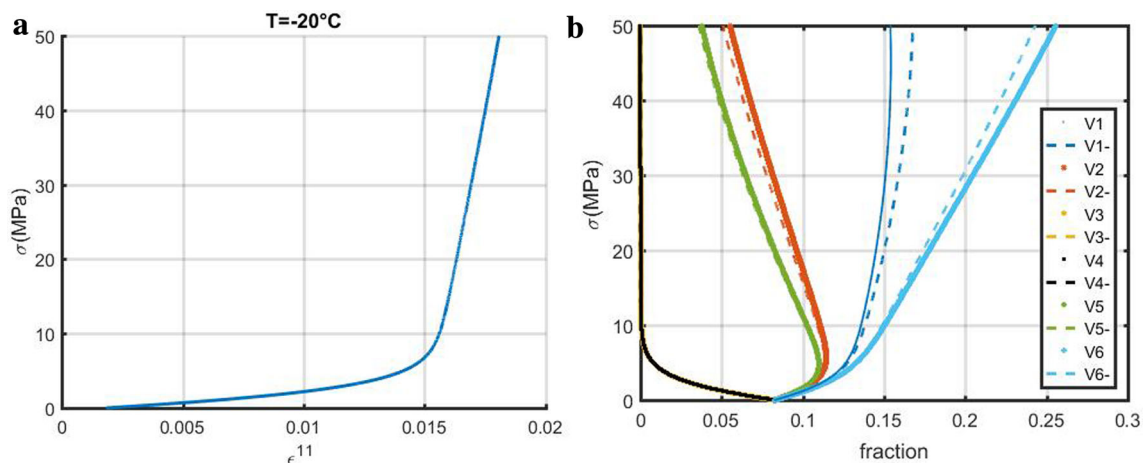 a
T=-20°C
50
40
30
20
10
0
σ(MPa)
0
0.005
0.01
0.015
0.02
ϵ¹¹
b
50
40
30
20
10
0
σ(MPa)
0
0.05
0.1
0.15
0.2
0.25
0.3
fraction
V1
V1-
V2
V2-
V3
V3-
V4
V4-
V5
V5-
V6
V6-